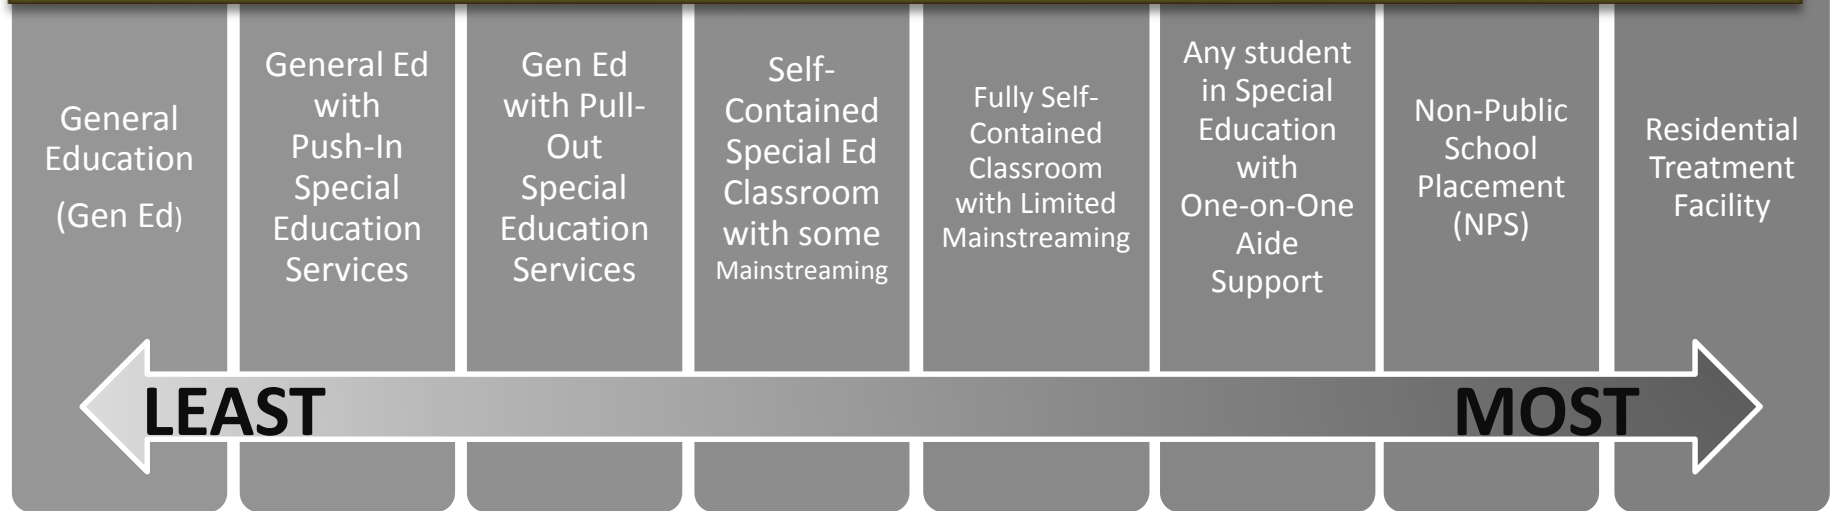 General
Education
(Gen Ed)
General Ed
with
Push-In
Special
Education
Services
Gen Ed
with Pull-
Out
Special
Education
Services
Self-
Contained
Special Ed
Classroom
with some
Mainstreaming
Fully Self-
Contained
Classroom
with Limited
Mainstreaming
Any student
in Special
Education
with
One-on-One
Aide
Support
Non-Public
School
Placement
(NPS)
Residential
Treatment
Facility
LEAST
MOST